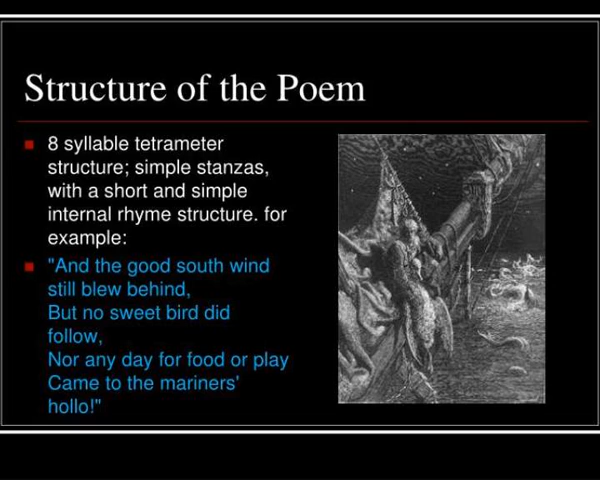 Structure of the Poem
8 syllable tetrameter
structure; simple stanzas,
with a short and simple
internal rhyme structure. for
example:
"And the good south wind
still blew behind,
But no sweet bird did
follow,
Nor any day for food or play
Came to the mariners'
hollo!"